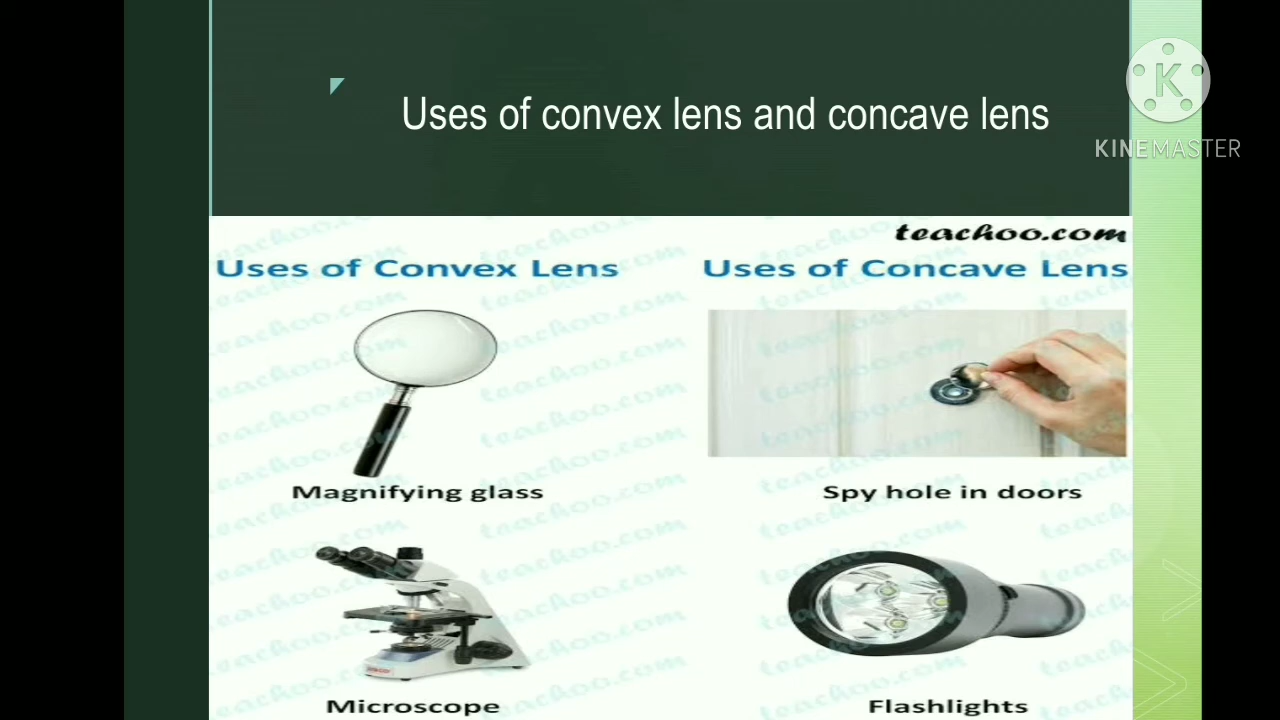 Uses of convex lens and concave lens
K
KINEMASTER
teachoo.com
Uses of Convex Lens
Uses of Concave Lens
Magnifying glass
Spy hole in doors
Microscope
Flashlights